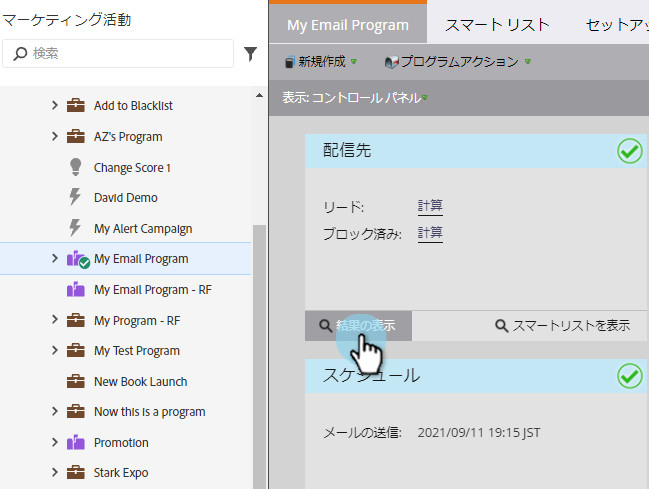 マーケティング活動
検索
Add to Blacklist
AZ's Program
Change Score 1
David Demo
My Alert Campaign
My Email Program
My Email Program - RF
My Program - RF
My Test Program
New Book Launch
Now this is a program
Promotion
Stark Expo
My Email Program スマート リスト セットアッ
新規作成 プログラムアクション
表示: コントロール パネル
配信先
リード: 計算
ブロック済み: 計算
結果の表示 スマートリストを表示
スケジュール
メールの送信: 2021/09/11 19:15 JST